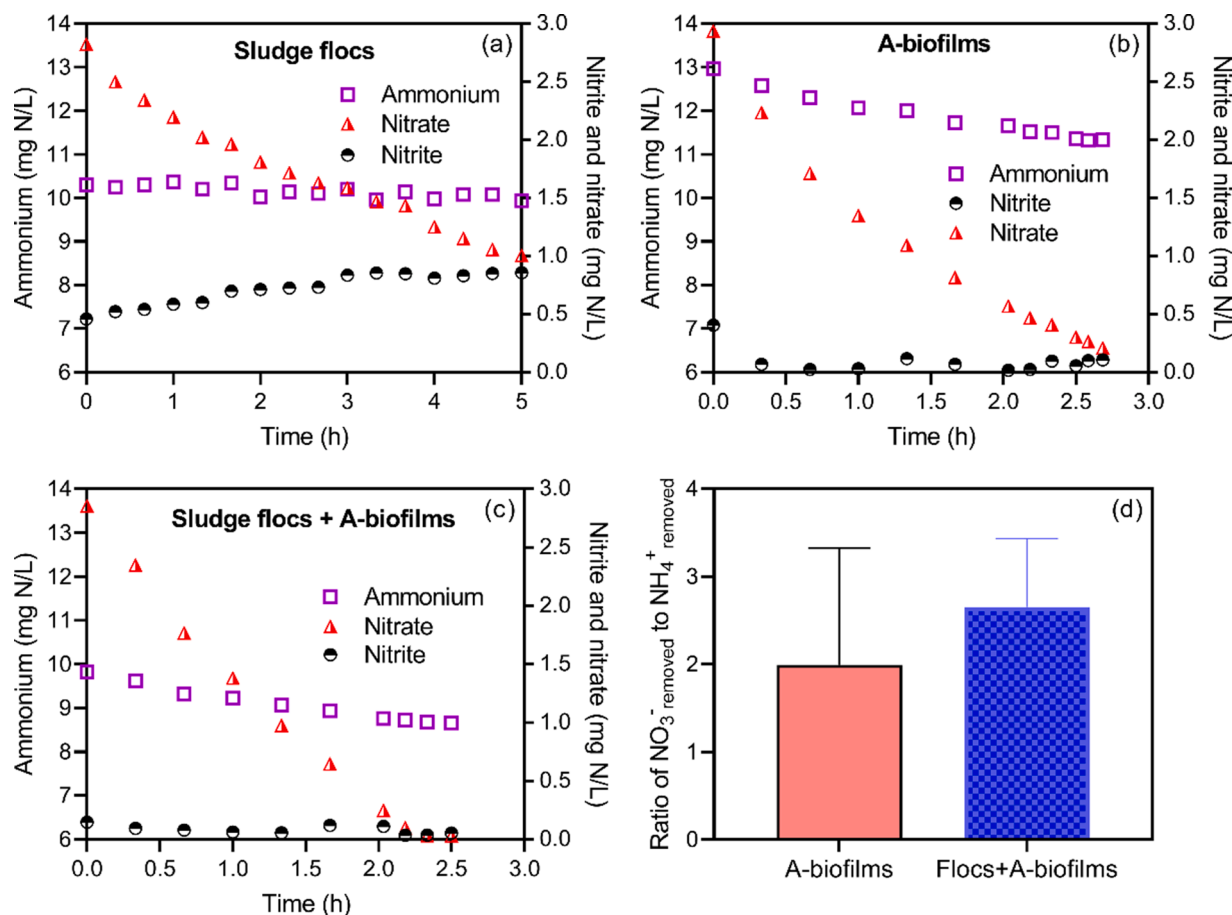 Sludge flocs
(a)
Ammonium
Nitrate
Nitrite
Ammonium (mg N/L)
14
13
12
11
10
9
8
7
6
3.0
2.5
2.0
1.5
1.0
0.5
0.0
Nitrite and nitrate (mg N/L)
0 1 2 3 4 5
Time (h)
A-biofilms
(b)
Ammonium
Nitrite
Nitrate
Ammonium (mg N/L)
14
13
12
11
10
9
8
7
6
3.0
2.5
2.0
1.5
1.0
0.5
0.0
Nitrite and nitrate (mg N/L)
0.0 0.5 1.0 1.5 2.0 2.5 3.0
Time (h)
Sludge flocs + A-biofilms
(c)
Ammonium
Nitrate
Nitrite
Ammonium (mg N/L)
14
13
12
11
10
9
8
7
6
3.0
2.5
2.0
1.5
1.0
0.5
0.0
Nitrite and nitrate (mg N/L)
0.0 0.5 1.0 1.5 2.0 2.5 3.0
Time (h)
(d)
Ratio of NO₃⁻ removed to NH₄⁺ removed
4
3
2
1
0
A-biofilms
Flocs+A-biofilms